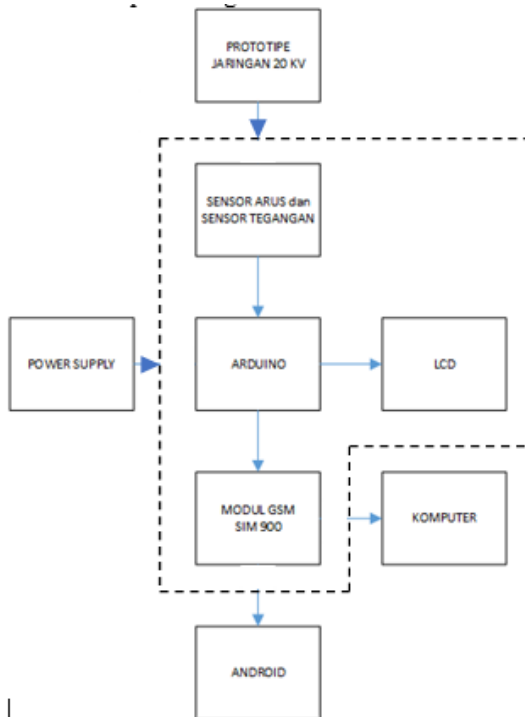 PROTOTIPE
JARINGAN 20 KV
SENSOR ARUS dan
SENSOR TEGANGAN
POWER SUPPLY
ARDUINO
LCD
MODUL GSM
SIM 900
KOMPUTER
ANDROID